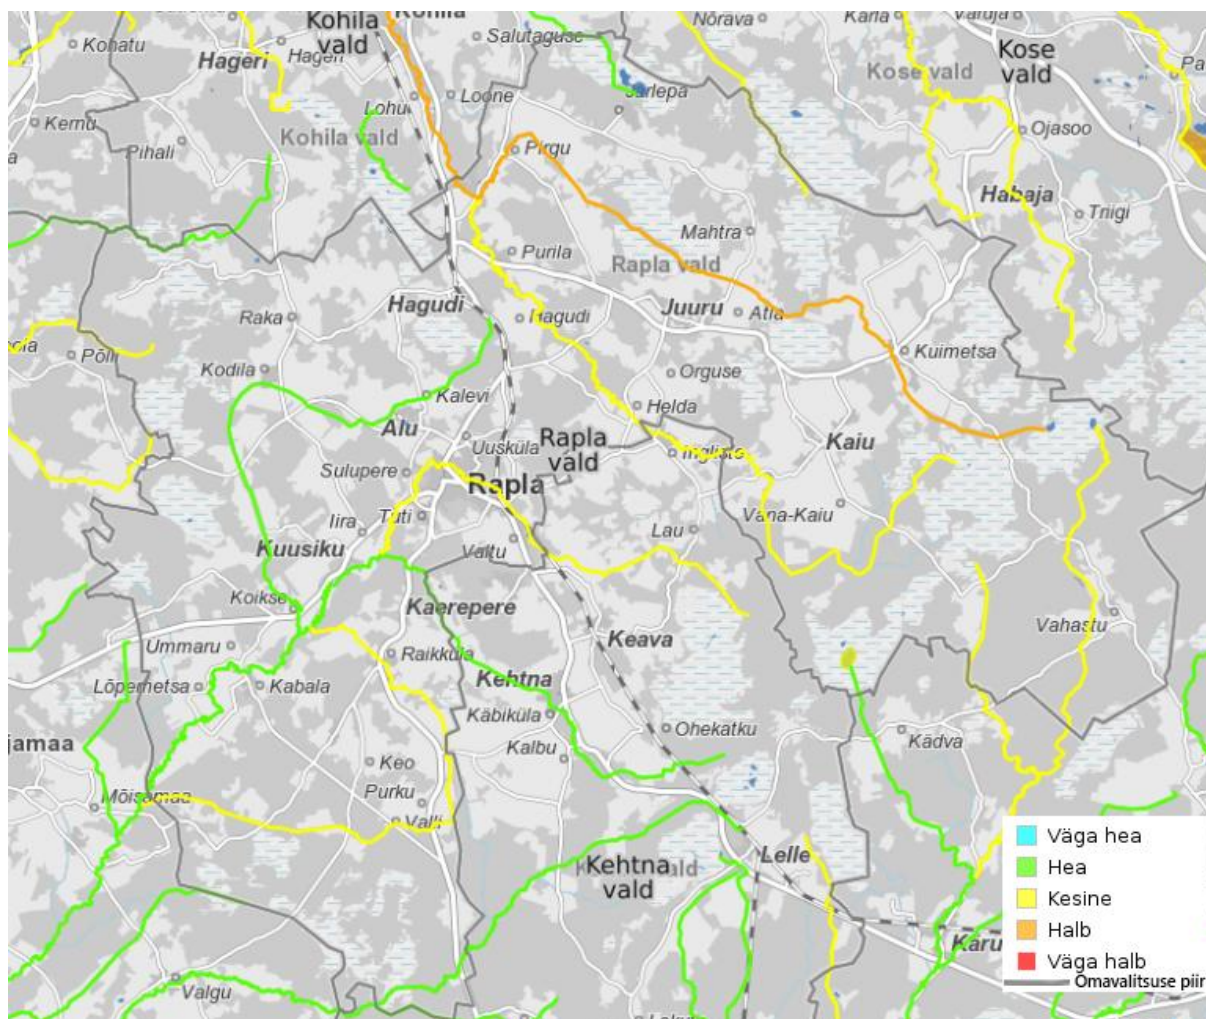 Kohila
vald
Kohila
Salutaguse
Nõrava
Karla
Kohatu
Hageri
Hageri
Kose
vald
Kose vald
Järlepa
Lohu
Loone
Kernu
Kohila vald
Pihali
Pirgu
Ojasoo
Habaja
Triigi
Mahtra
Purila
Rapla vald
Hagudi
Juuru
Atla
Raka
Hagudi
Kuimetsa
Põlli
Kodila
Orguse
Kalevi
Helda
Alu
Uusküla
Rapla
vald
Kaiu
Ingliste
Sulupere
Rapla
Vana-Kaiu
Iira
Tuti
Lau
Kuusiku
Valtu
Koikse
Kaerepere
Vahastu
Keava
Ummaru
Raikküla
Lõpemetsa
Kabala
Kehtna
Käbiküla
Ohekatku
Kädva
jamaa
Kalbu
Keo
Mõisamaa
Purku
Valli
Lelle
Kehtna
vald
Karu
Valgu
Väga hea
Hea
Kesine
Halb
Väga halb
Omavalitsuse piir